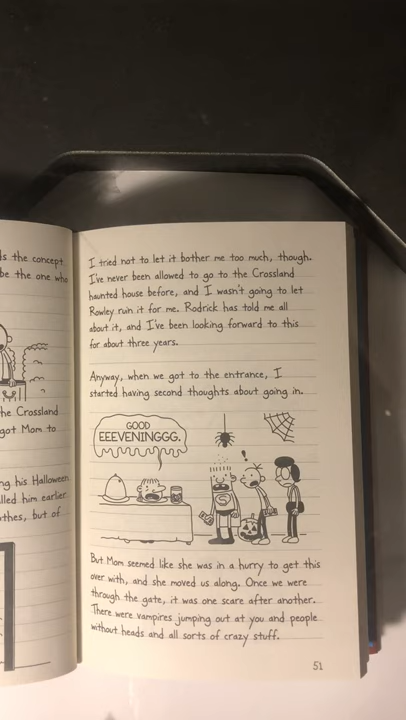 ds the concept
be the one who
he Crossland
got Mom to
ng his Halloween
lled him earlier
thes, but of
I tried not to let it bother me too much, though.
I've never been allowed to go to the Crossland
haunted house before, and I wasn't going to let
Rowley ruin it for me. Rodrick has told me all
about it, and I've been looking forward to this
for about three years.
Anyway, when we got to the entrance, I
started having second thoughts about going in.
GOOD
EEEVENINGGG.
!
S
But Mom seemed like she was in a hurry to get this
over with, and she moved us along. Once we were
through the gate, it was one scare after another.
There were vampires jumping out at you and people
without heads and all sorts of crazy stuff.
51